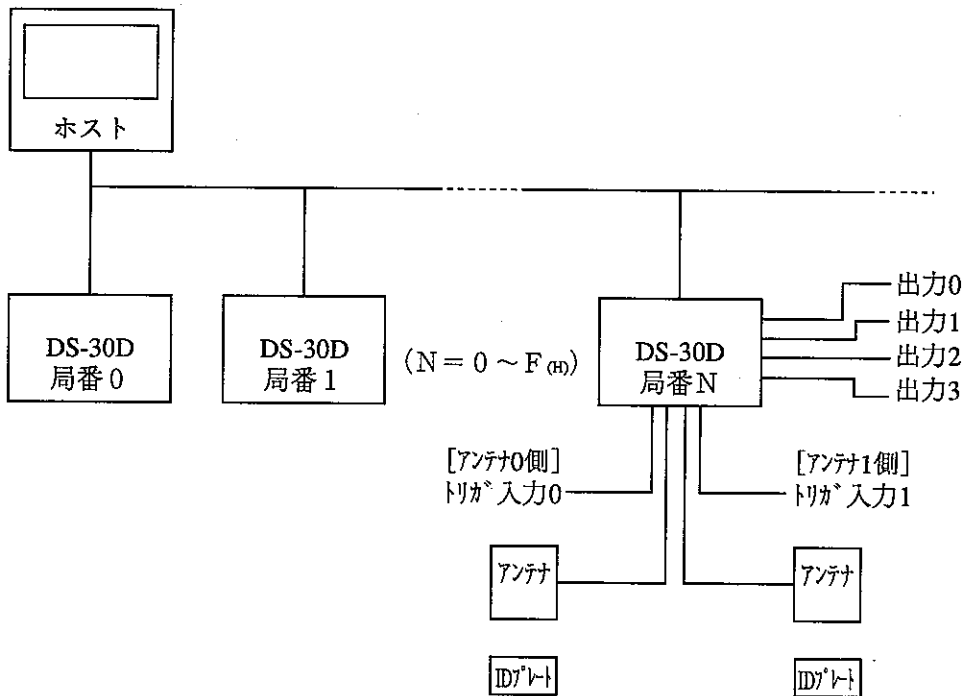 ホスト
DS-30D
局番0
DS-30D
局番1
(N=0～F(H))
DS-30D
局番N
出力0
出力1
出力2
出力3
[アンテナ0側]
トリガ入力0
[アンテナ1側]
トリガ入力1
アンテナ
アンテナ
IDプレート
IDプレート